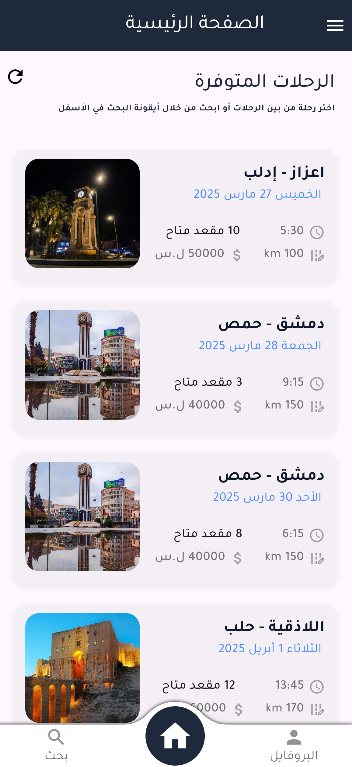 الصفحة الرئيسية
الرحلات المتوفرة
اختر رحلة من بين الرحلات أو ابحث من خلال أيقونة البحث في الأسفل
اعزاز - إدلب
الخميس 27 مارس 2025
5:30 10 مقعد متاح
100 km 50000 ل.س
دمشق - حمص
الجمعة 28 مارس 2025
9:15 3 مقعد متاح
150 km 40000 ل.س
دمشق - حمص
الأحد 30 مارس 2025
6:15 8 مقعد متاح
150 km 40000 ل.س
اللاذقية - حلب
الثلاثاء 1 أبريل 2025
13:45 12 مقعد متاح
170 km ل.س
البروفايل بحث